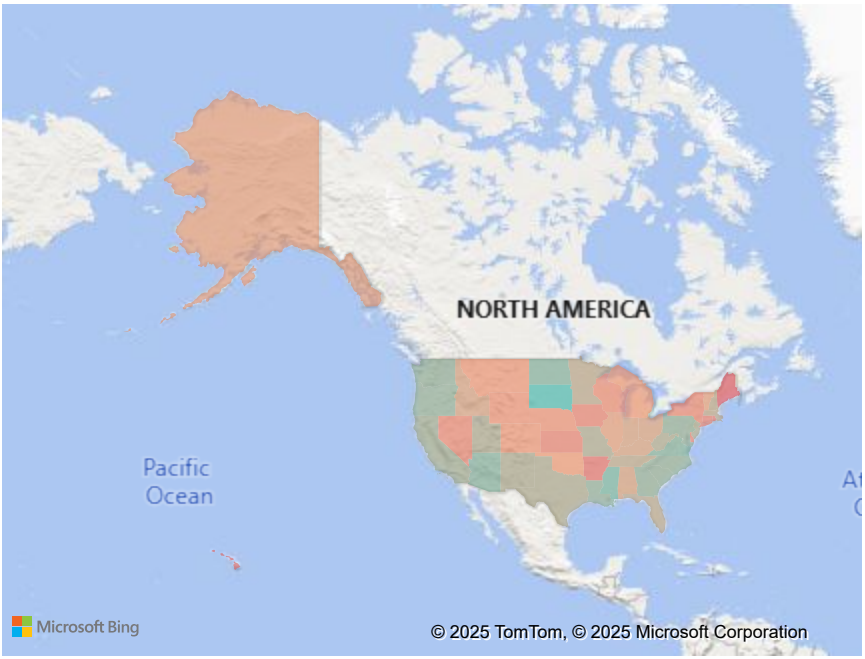 NORTH AMERICA
Pacific
Ocean
Microsoft Bing
© 2025 TomTom, © 2025 Microsoft Corporation